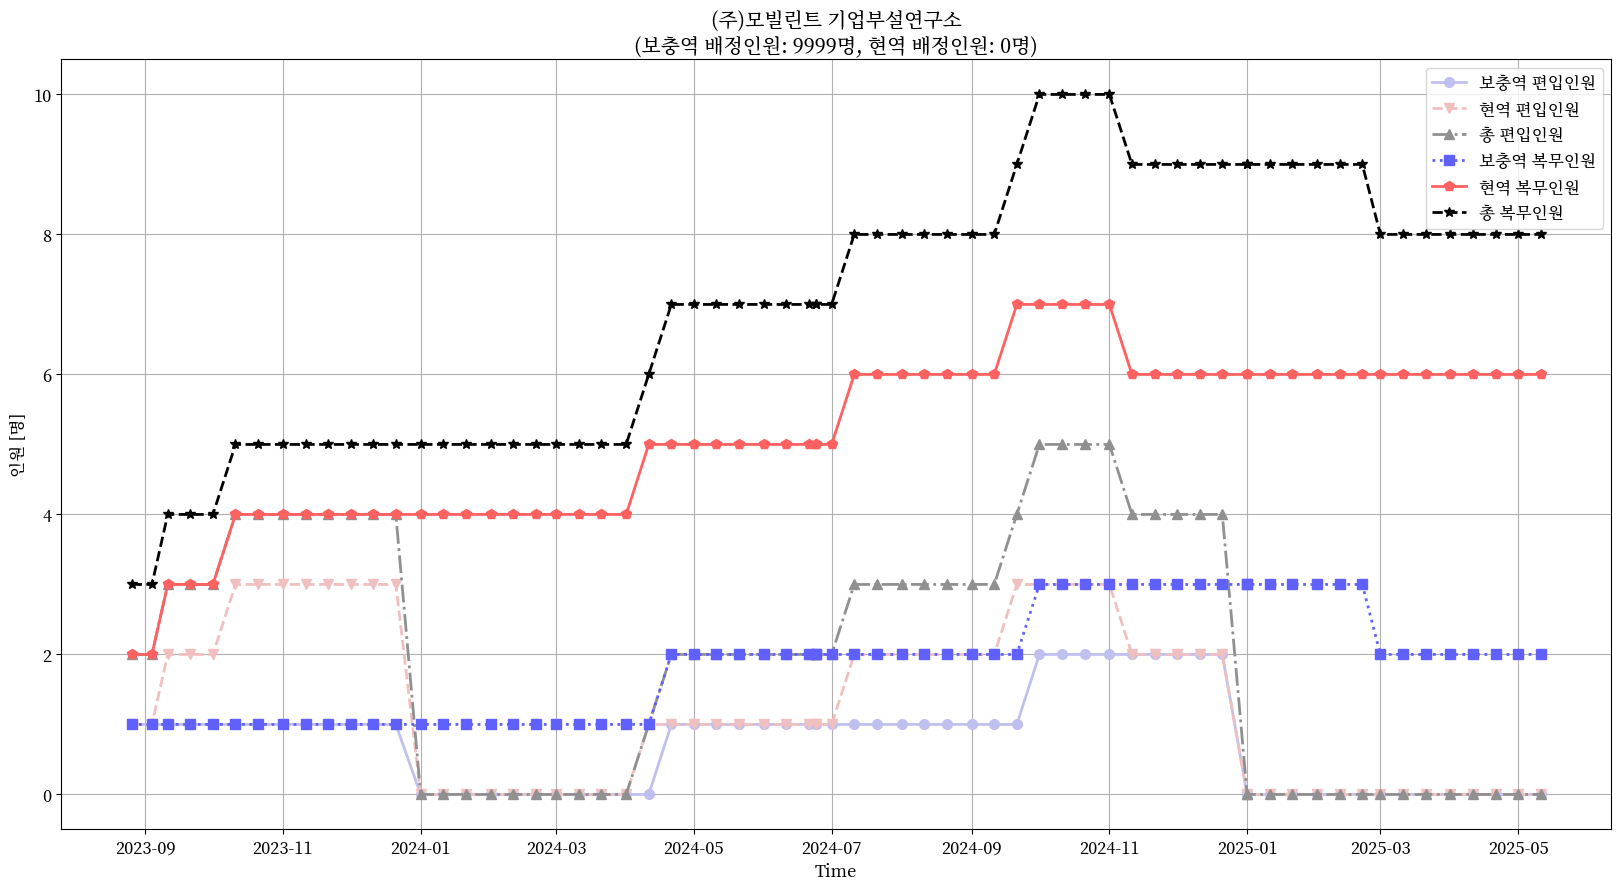 (주)모빌린트 기업부설연구소
(보충역 배정인원: 9999명, 현역 배정인원: 0명)
보충역 편입인원
현역 편입인원
총 편입인원
보충역 복무인원
현역 복무인원
총 복무인원
인원 [명]
10
8
6
4
2
0
2023-09 2023-11 2024-01 2024-03 2024-05 2024-07 2024-09 2024-11 2025-01 2025-03 2025-05
Time